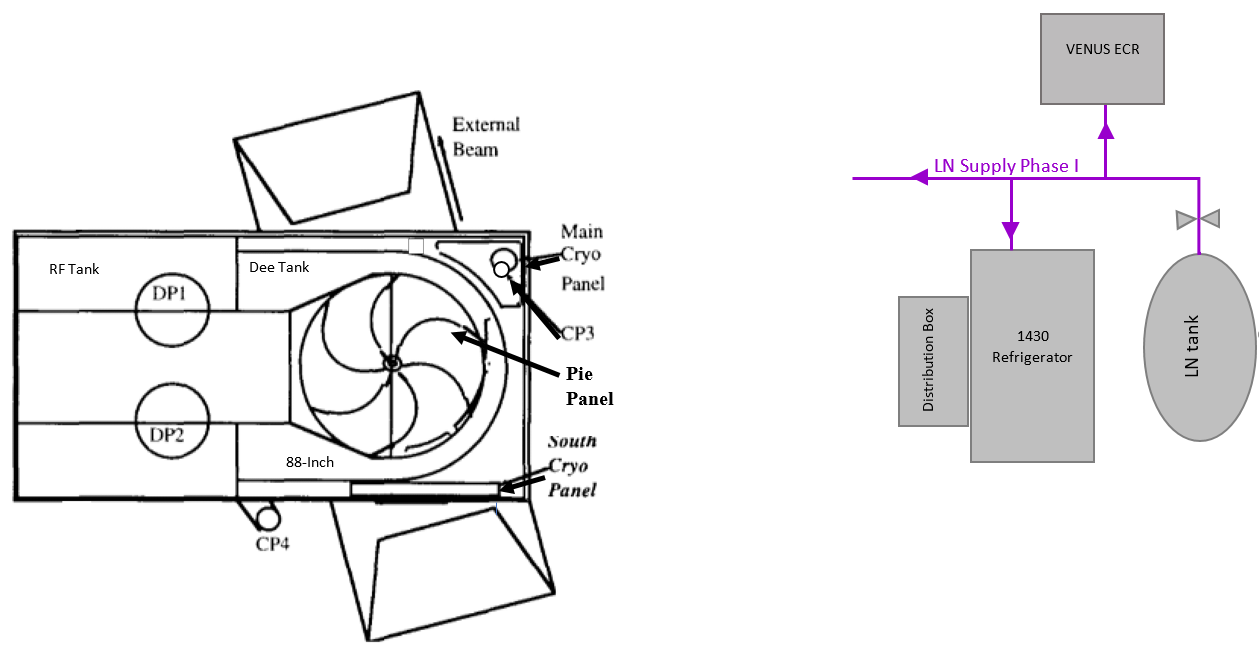 External
Beam
Main
Cryo
Panel
RF Tank
Dee Tank
DP1
CP3
Pie
Panel
DP2
88-Inch
South
Cryo
Panel
CP4
VENUS ECR
LN Supply Phase I
Distribution Box
1430
Refrigerator
LN tank